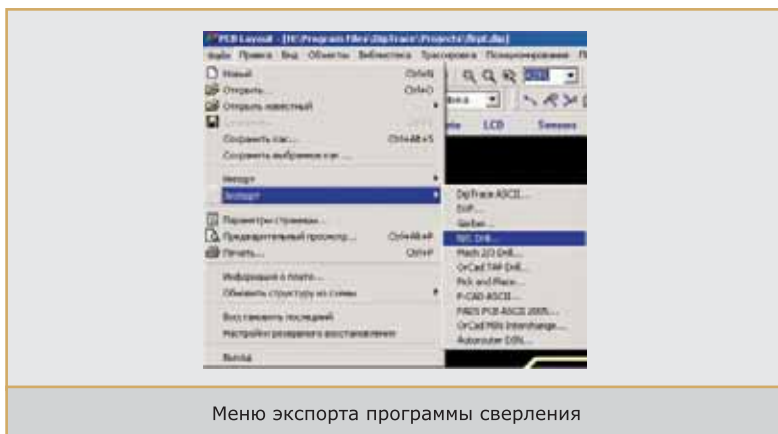 PCB Layout - [H:\Program Files\DipTrace\Projects\
Файл Правка Вид Объекты Библиотека Трассировка Позиционирование
Новый Ctrl+N
Открыть... Ctrl+O
Открыть известный
Сохранить как... Ctrl+Alt+S
Сохранить выбранное как ...
Импорт
Экспорт
Параметры страницы...
Предварительный просмотр... Ctrl+Alt+P
Печать... Ctrl+P
Информация о плате...
Обновить структуру из схемы
Восстановить последний
Настройки резервного восстановления
Выход
LCD Sensors
DipTrace ASCII...
DXF...
Gerber...
N/C Drill...
Mach 2/3 Drill...
OrCad TAP Drill...
Pick and Place...
P-CAD ASCII...
PADS PCB ASCII 2005...
OrCad MIN Interchange...
Autorouter DSN...
Меню экспорта программы сверления